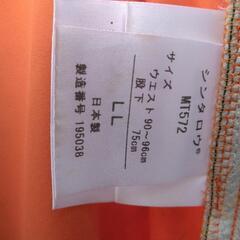 シンタロウ®
MT572
サイズ
ウエスト 90～96cm
股下 75cm
LL
日本製
製造番号 195038